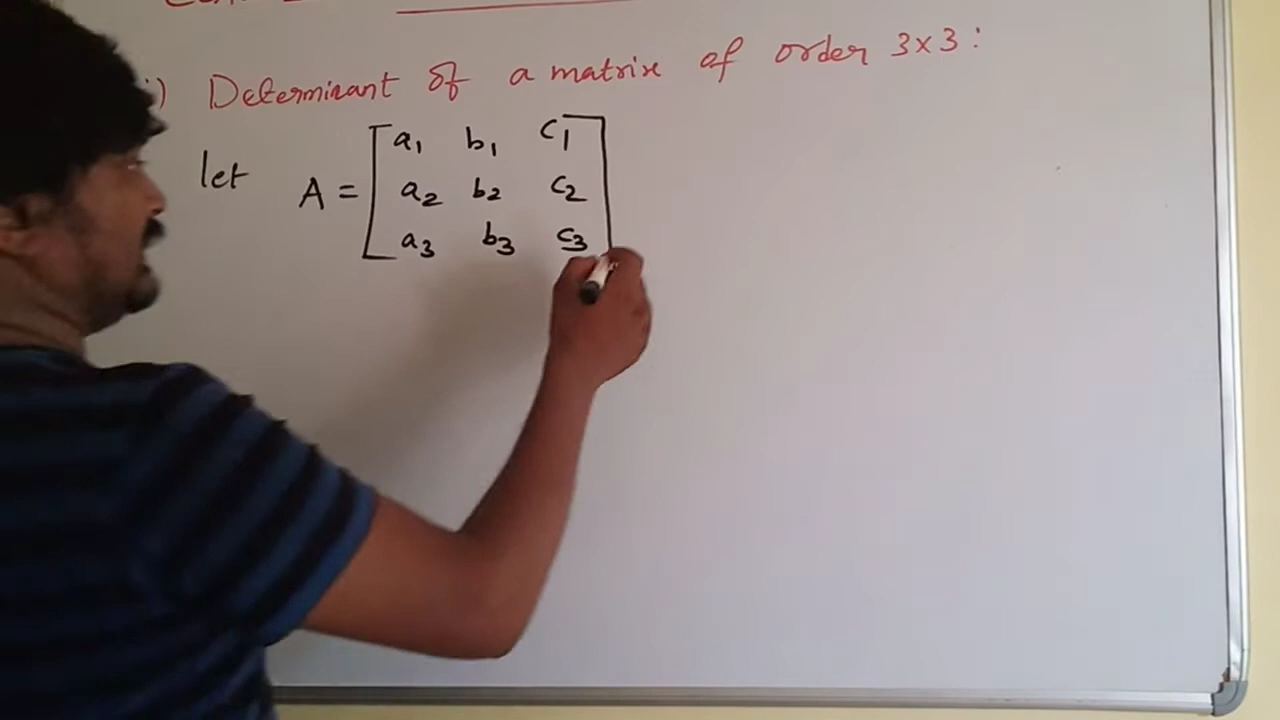 ) Determinant of a matrix of order 3×3:
let A = [a₁ b₁ c₁
a₂ b₂ c₂
a₃ b₃ c₃]